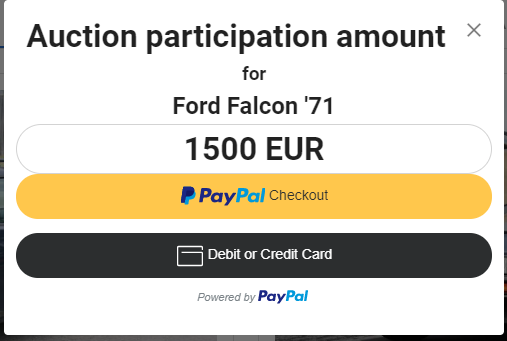 Auction participation amount
for
Ford Falcon '71
1500 EUR
PayPal Checkout
Debit or Credit Card
Powered by PayPal